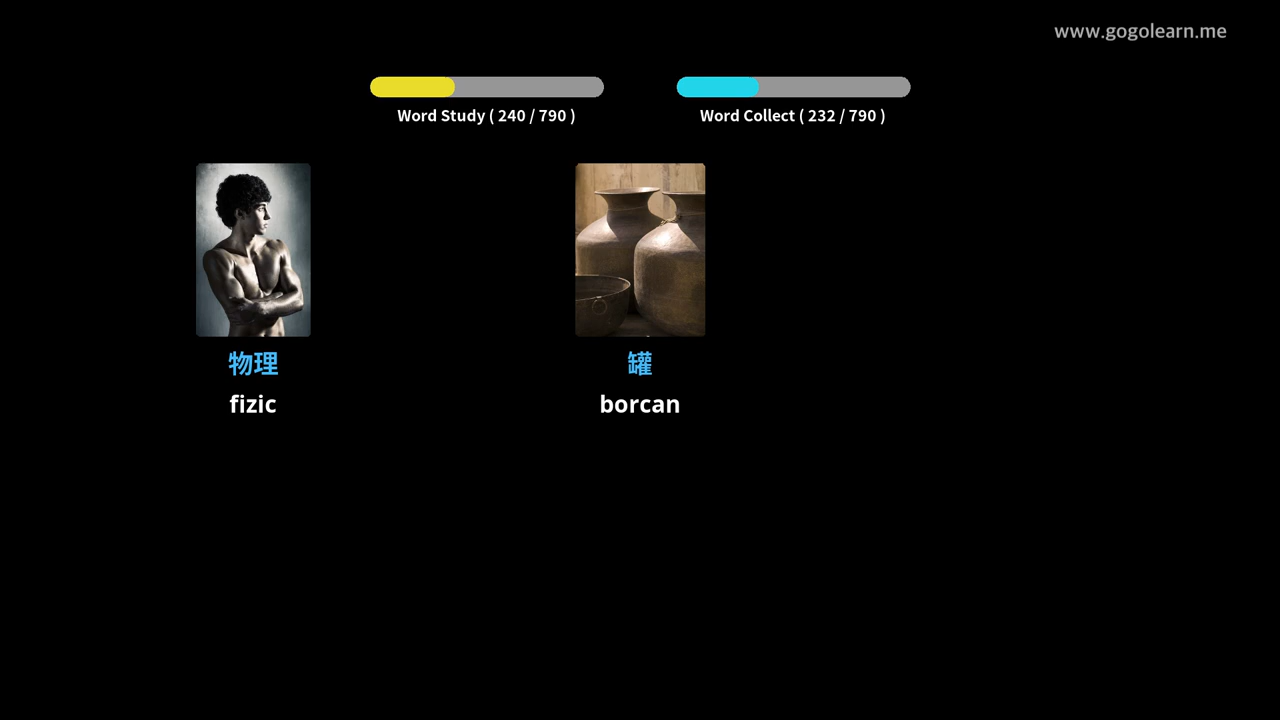 www.gogolearn.me
Word Study ( 240 / 790 )
Word Collect ( 232 / 790 )
物理
fizic
罐
borcan